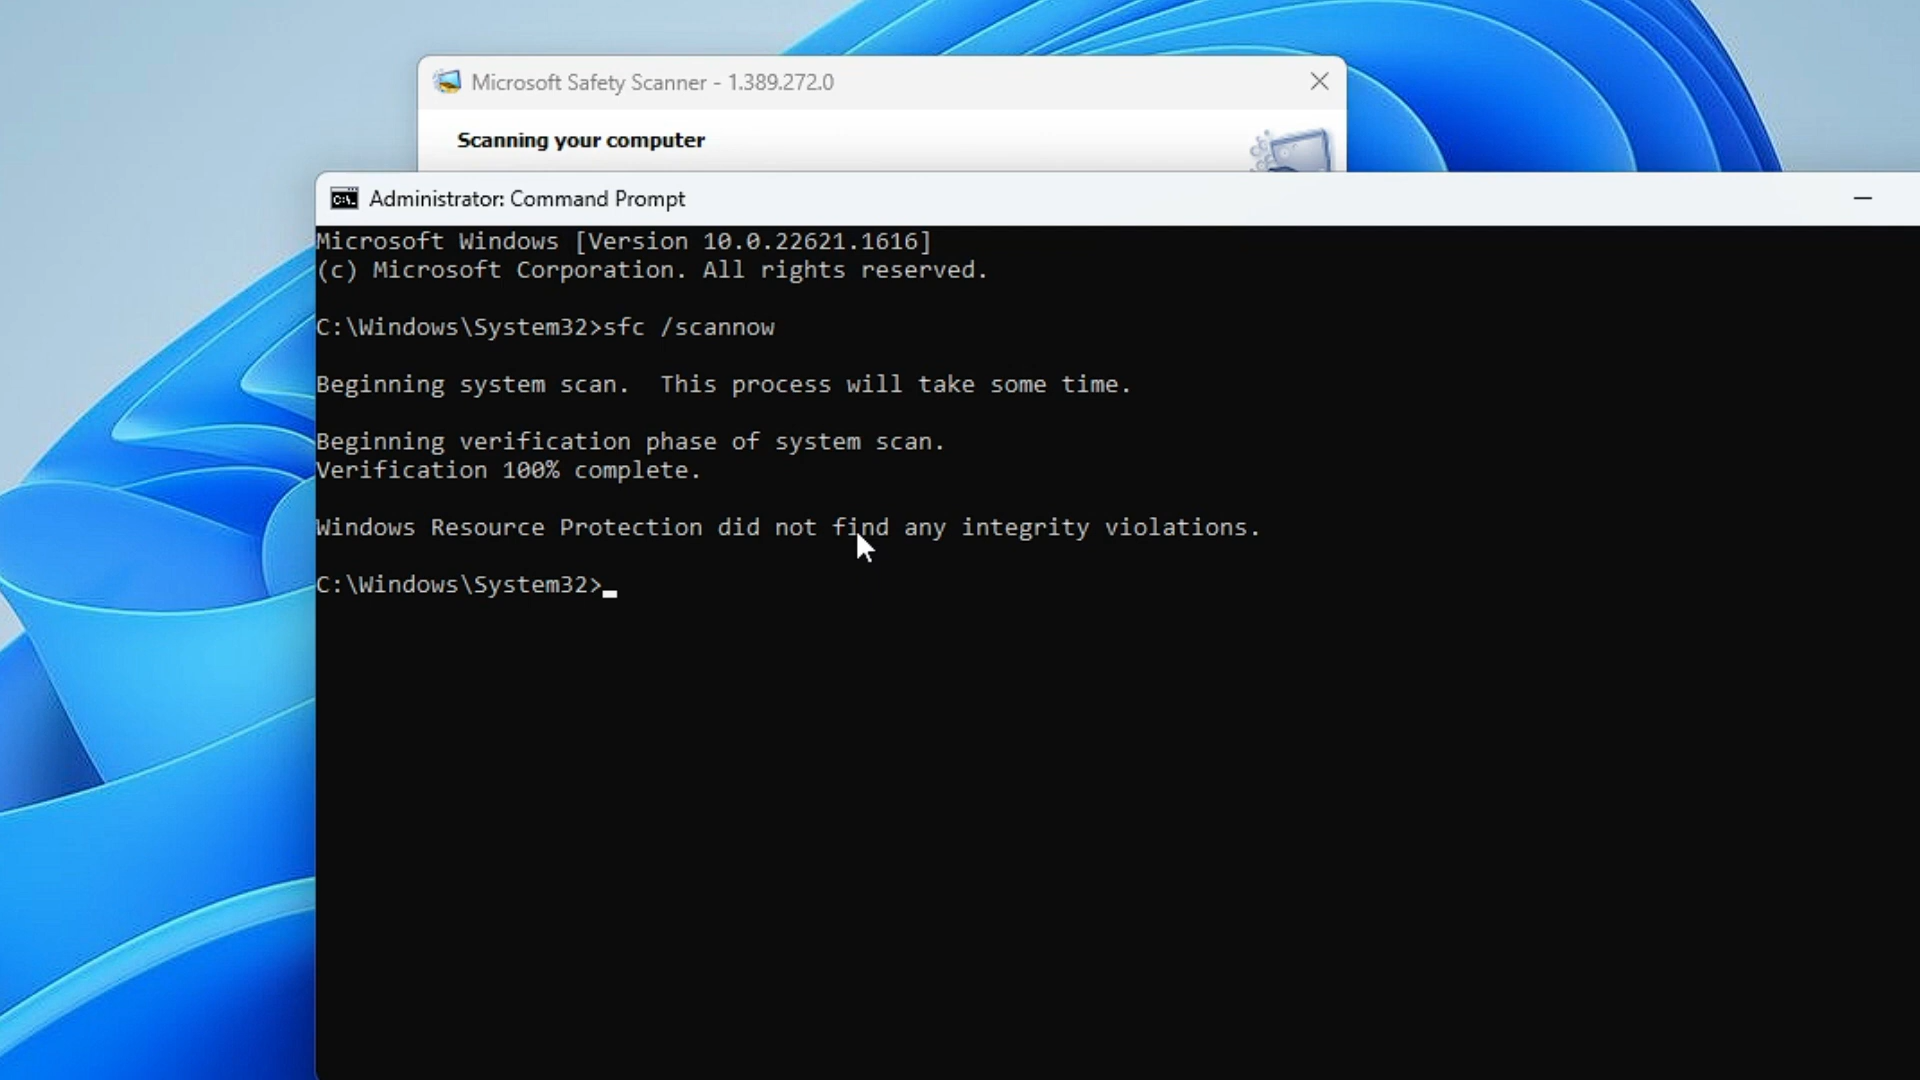 Microsoft Safety Scanner - 1.389.272.0
Scanning your computer
Administrator: Command Prompt
Microsoft Windows [Version 10.0.22621.1616]
(c) Microsoft Corporation. All rights reserved.
C:\Windows\System32>sfc /scannow
Beginning system scan.  This process will take some time.
Beginning verification phase of system scan.
Verification 100% complete.
Windows Resource Protection did not find any integrity violations.
C:\Windows\System32>